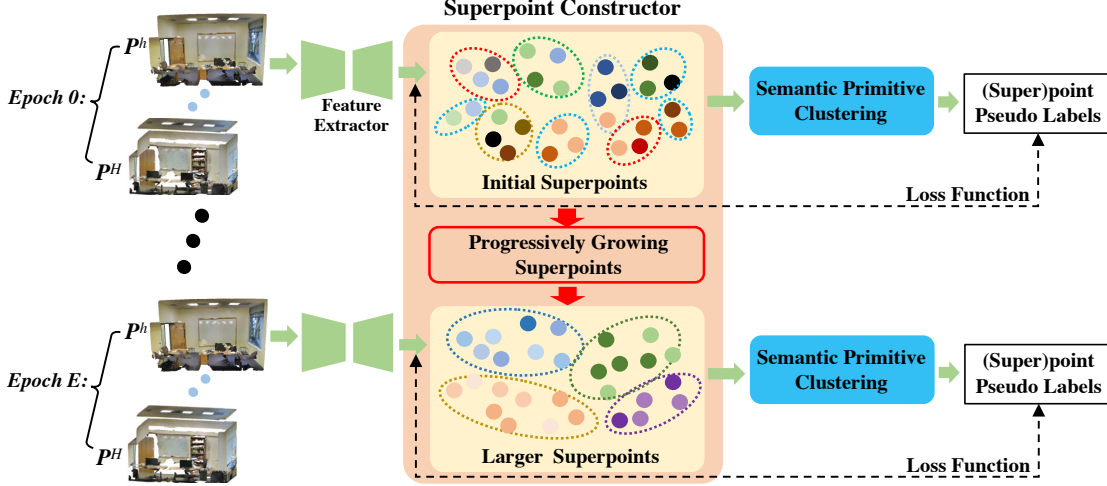 Superpoint Constructor
Epoch 0:
P^h
P^H
Feature
Extractor
Initial Superpoints
Semantic Primitive
Clustering
(Super)point
Pseudo Labels
Loss Function
Progressively Growing
Superpoints
Epoch E:
P^h
P^H
Larger Superpoints
Semantic Primitive
Clustering
(Super)point
Pseudo Labels
Loss Function